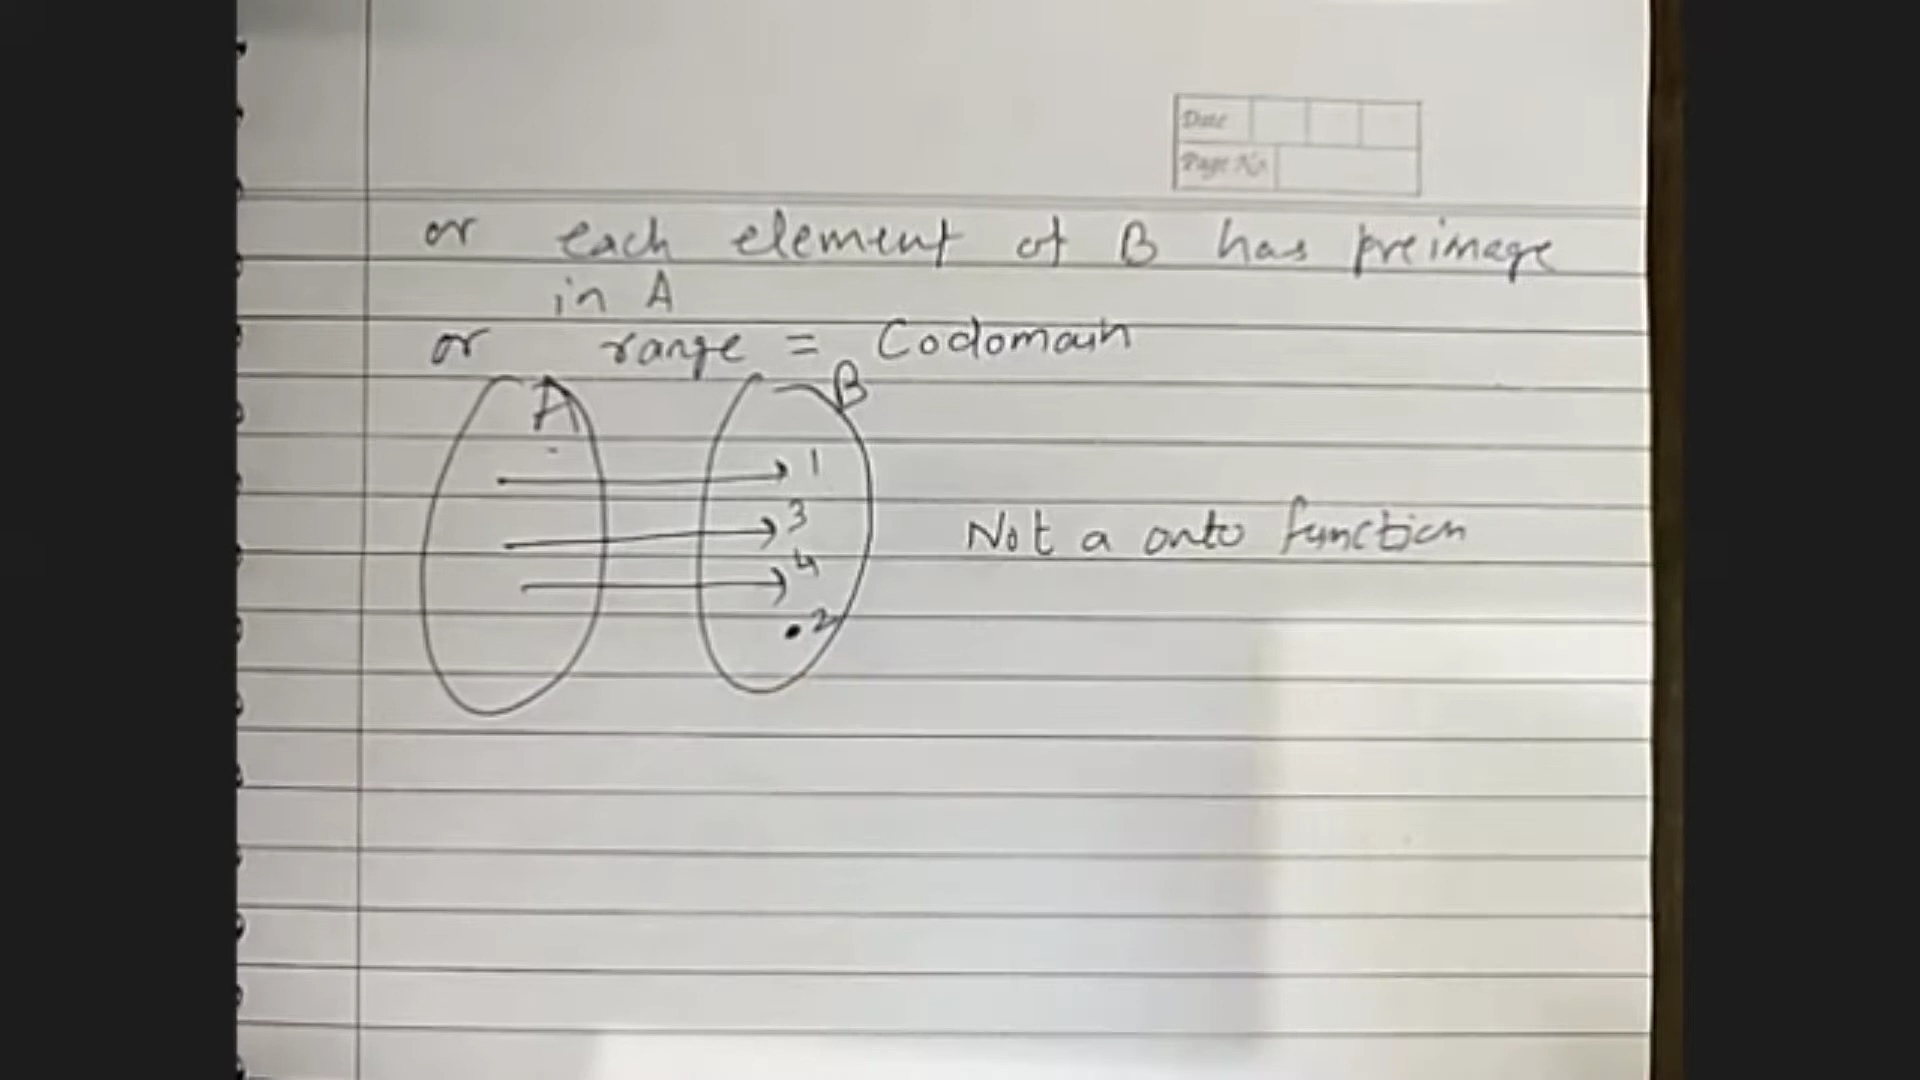 Date
Page No.
or each element of B has preimage
in A
or range = Codomain
A B
1
3
4
2
Not a onto function